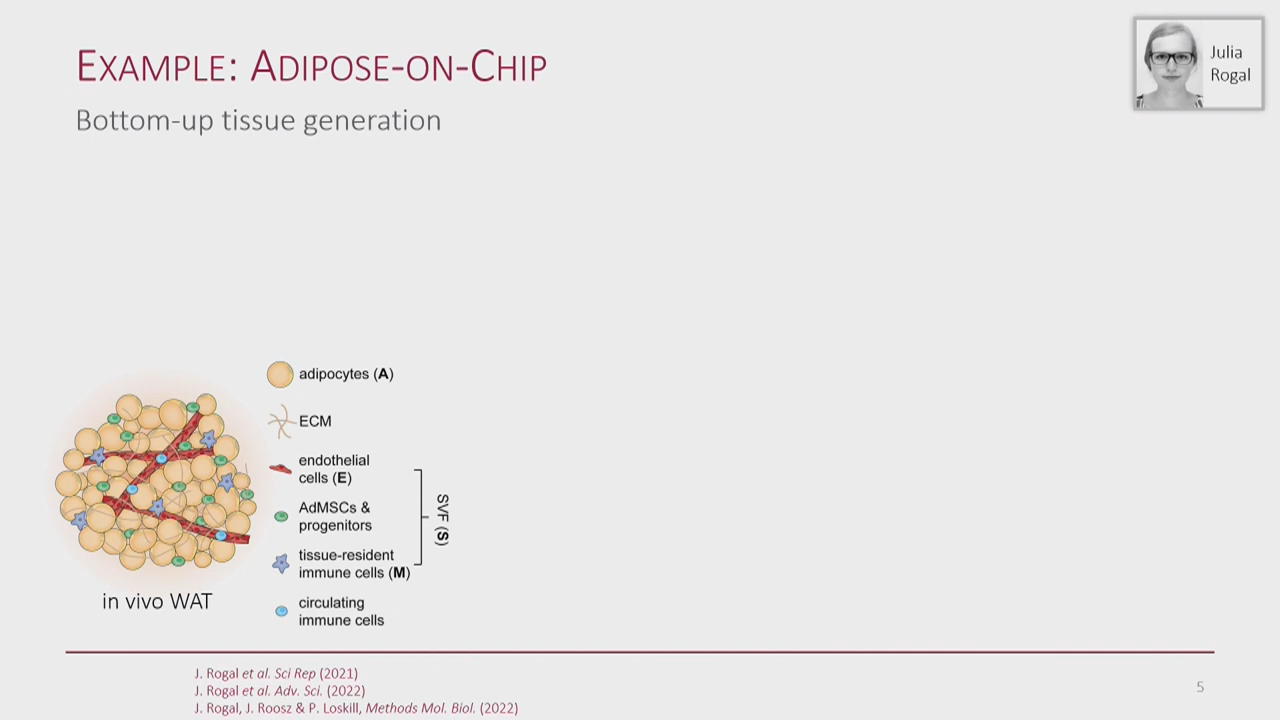 EXAMPLE: ADIPOSE-ON-CHIP
Bottom-up tissue generation
Julia
Rogal
adipocytes (A)
ECM
endothelial
cells (E)
AdMSCs &
progenitors
tissue-resident
immune cells (M)
circulating
immune cells
SVF (S)
in vivo WAT
J. Rogal et al. Sci Rep (2021)
J. Rogal et al. Adv. Sci. (2022)
J. Rogal, J. Roosz & P. Loskill, Methods Mol. Biol. (2022)
5